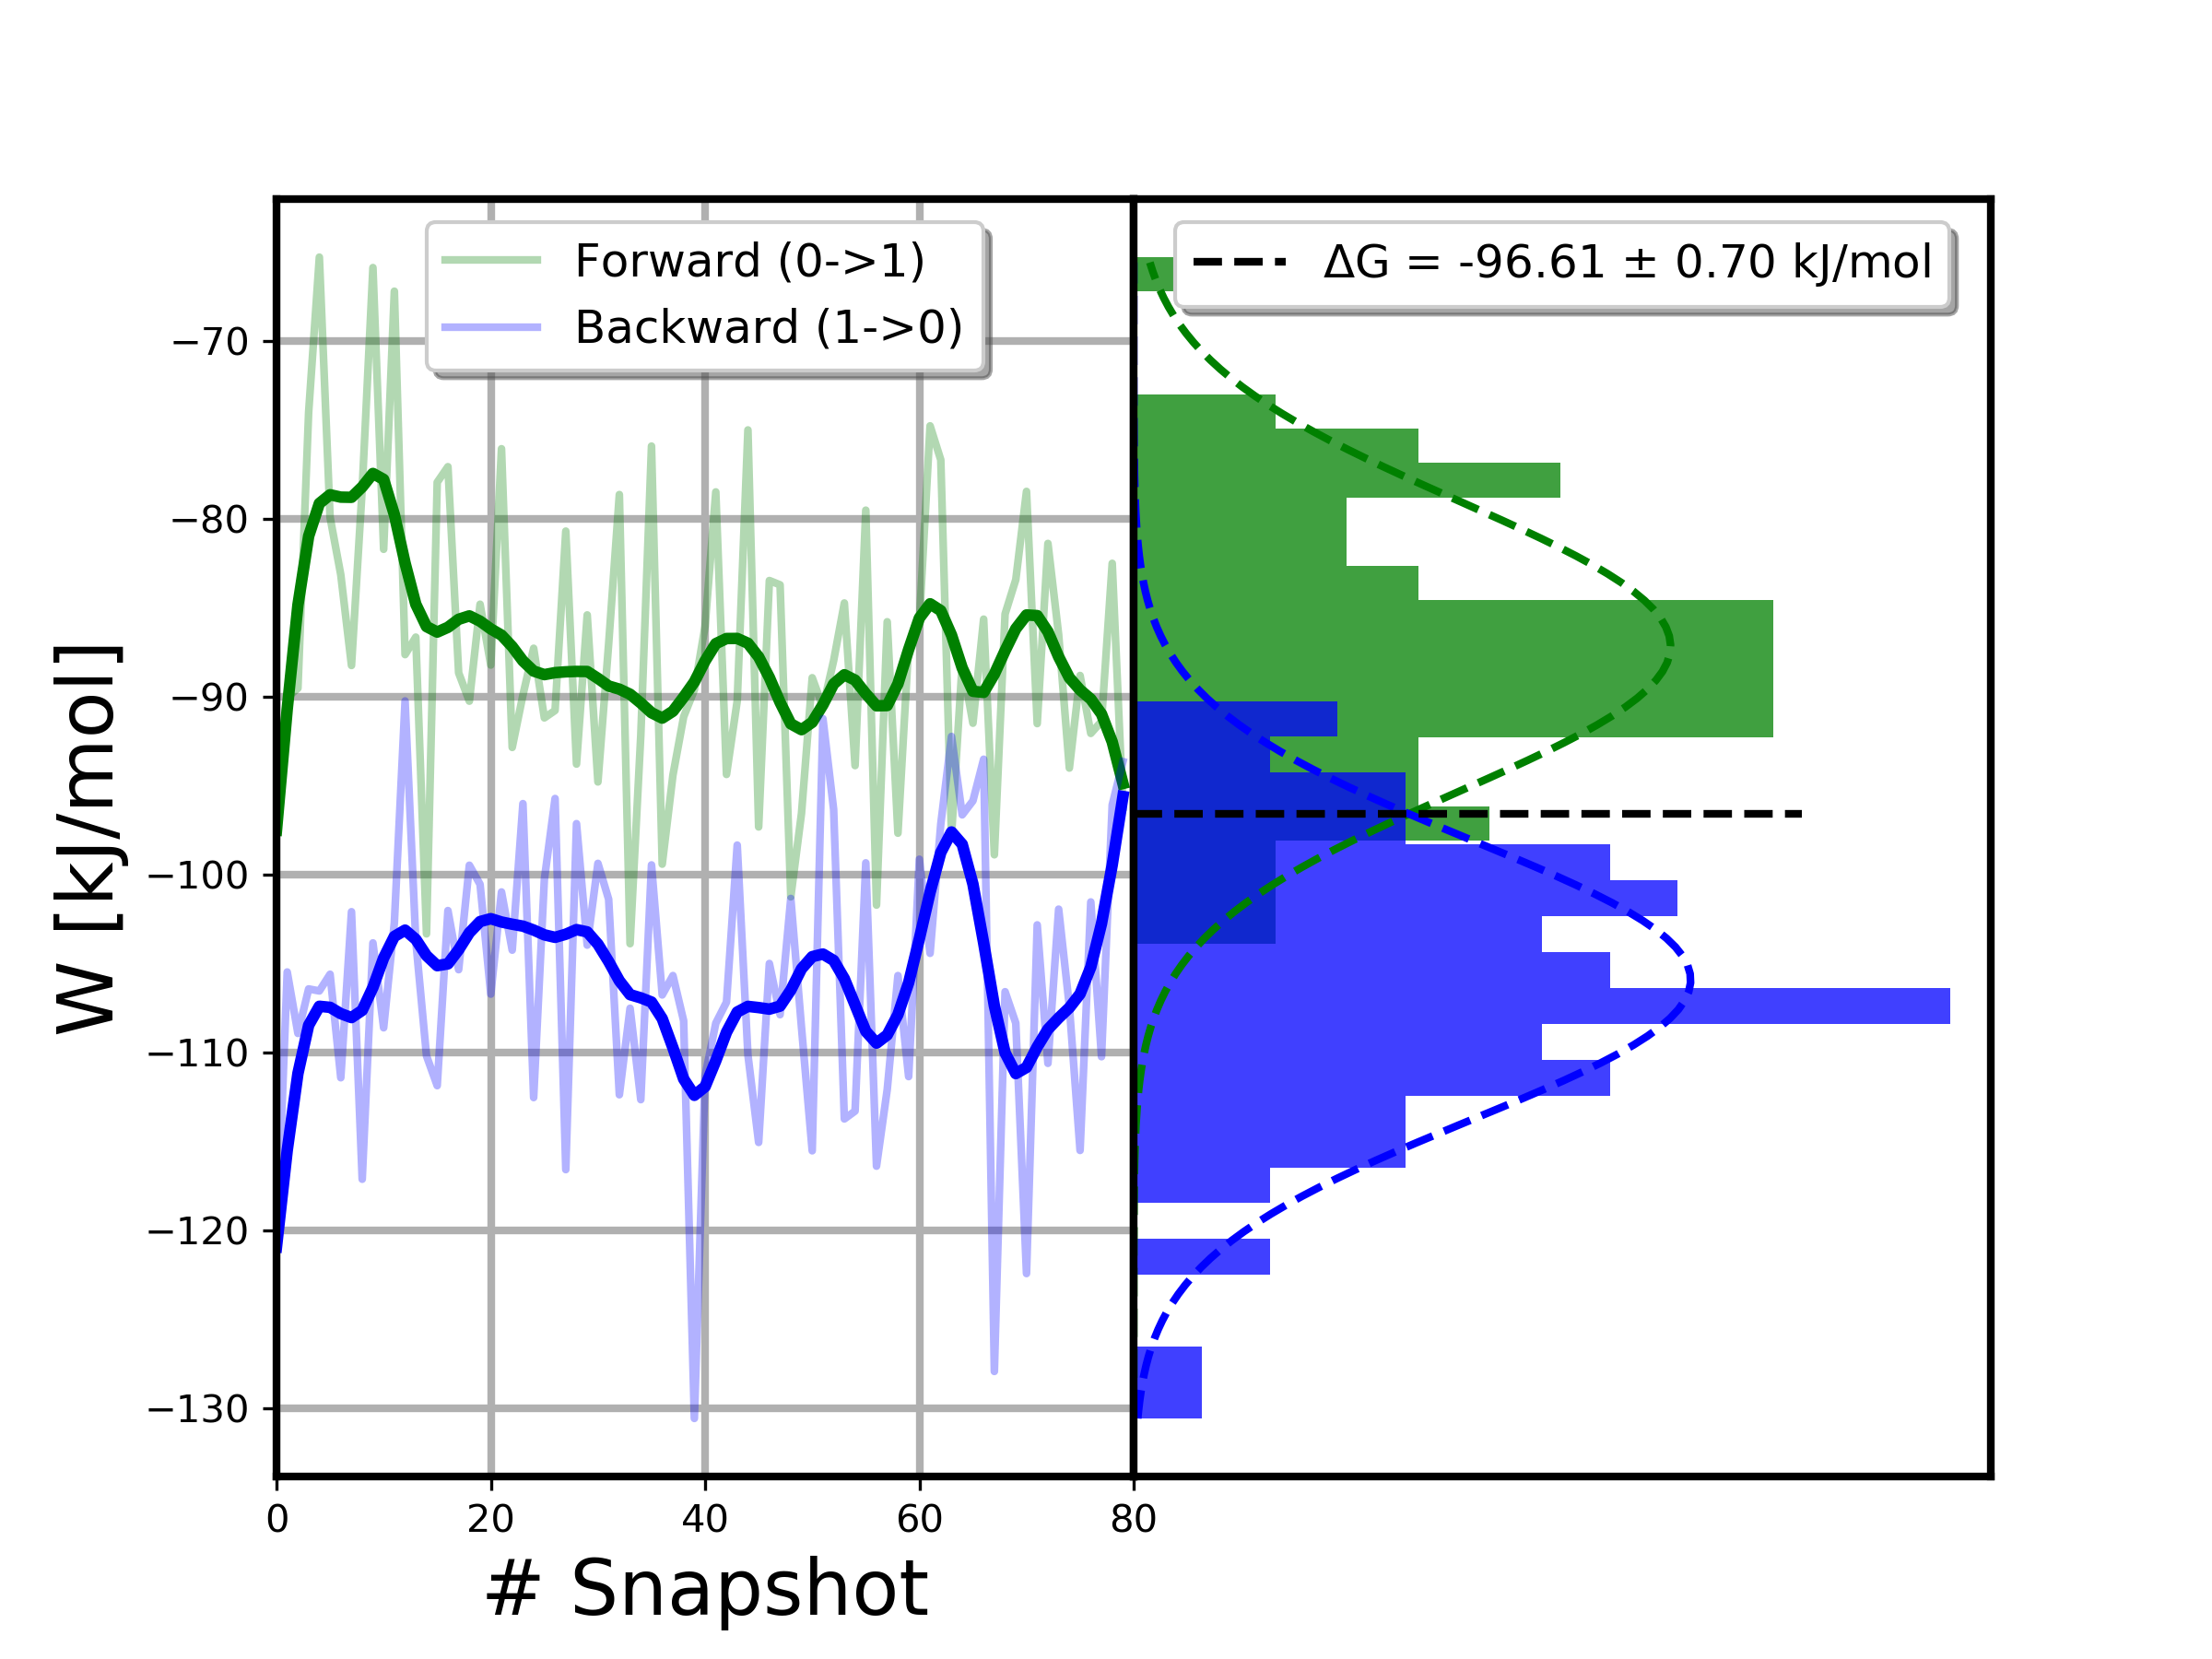 Forward (0->1)
Backward (1->0)
ΔG = -96.61 ± 0.70 kJ/mol
W [kJ/mol]
−70
−80
−90
−100
−110
−120
−130
0 20 40 60 80
# Snapshot